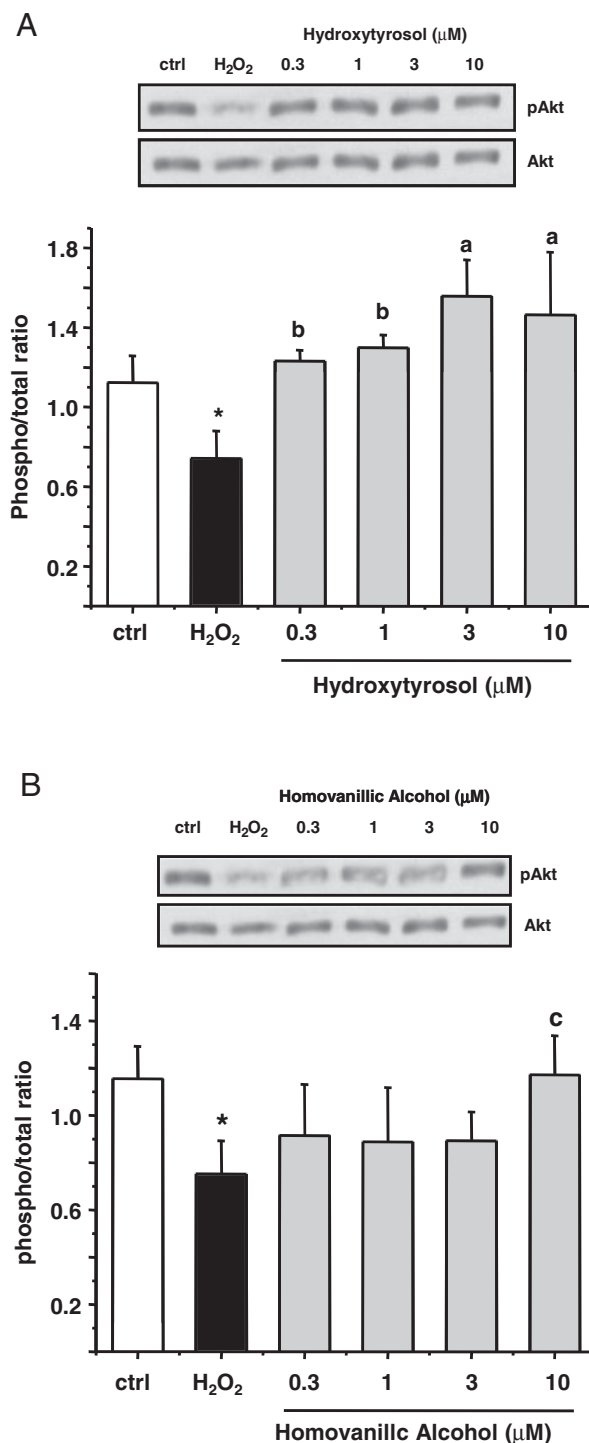 A
Hydroxytyrosol (μM)
ctrl H₂O₂ 0.3 1 3 10
pAkt
Akt
Phospho/total ratio
1.8
1.4
1.0
0.6
0.2
* b b a a
ctrl H₂O₂ 0.3 1 3 10
Hydroxytyrosol (μM)
B
Homovanillic Alcohol (μM)
ctrl H₂O₂ 0.3 1 3 10
pAkt
Akt
phospho/total ratio
1.4
1.0
0.6
0.2
* c
ctrl H₂O₂ 0.3 1 3 10
Homovanillc Alcohol (μM)